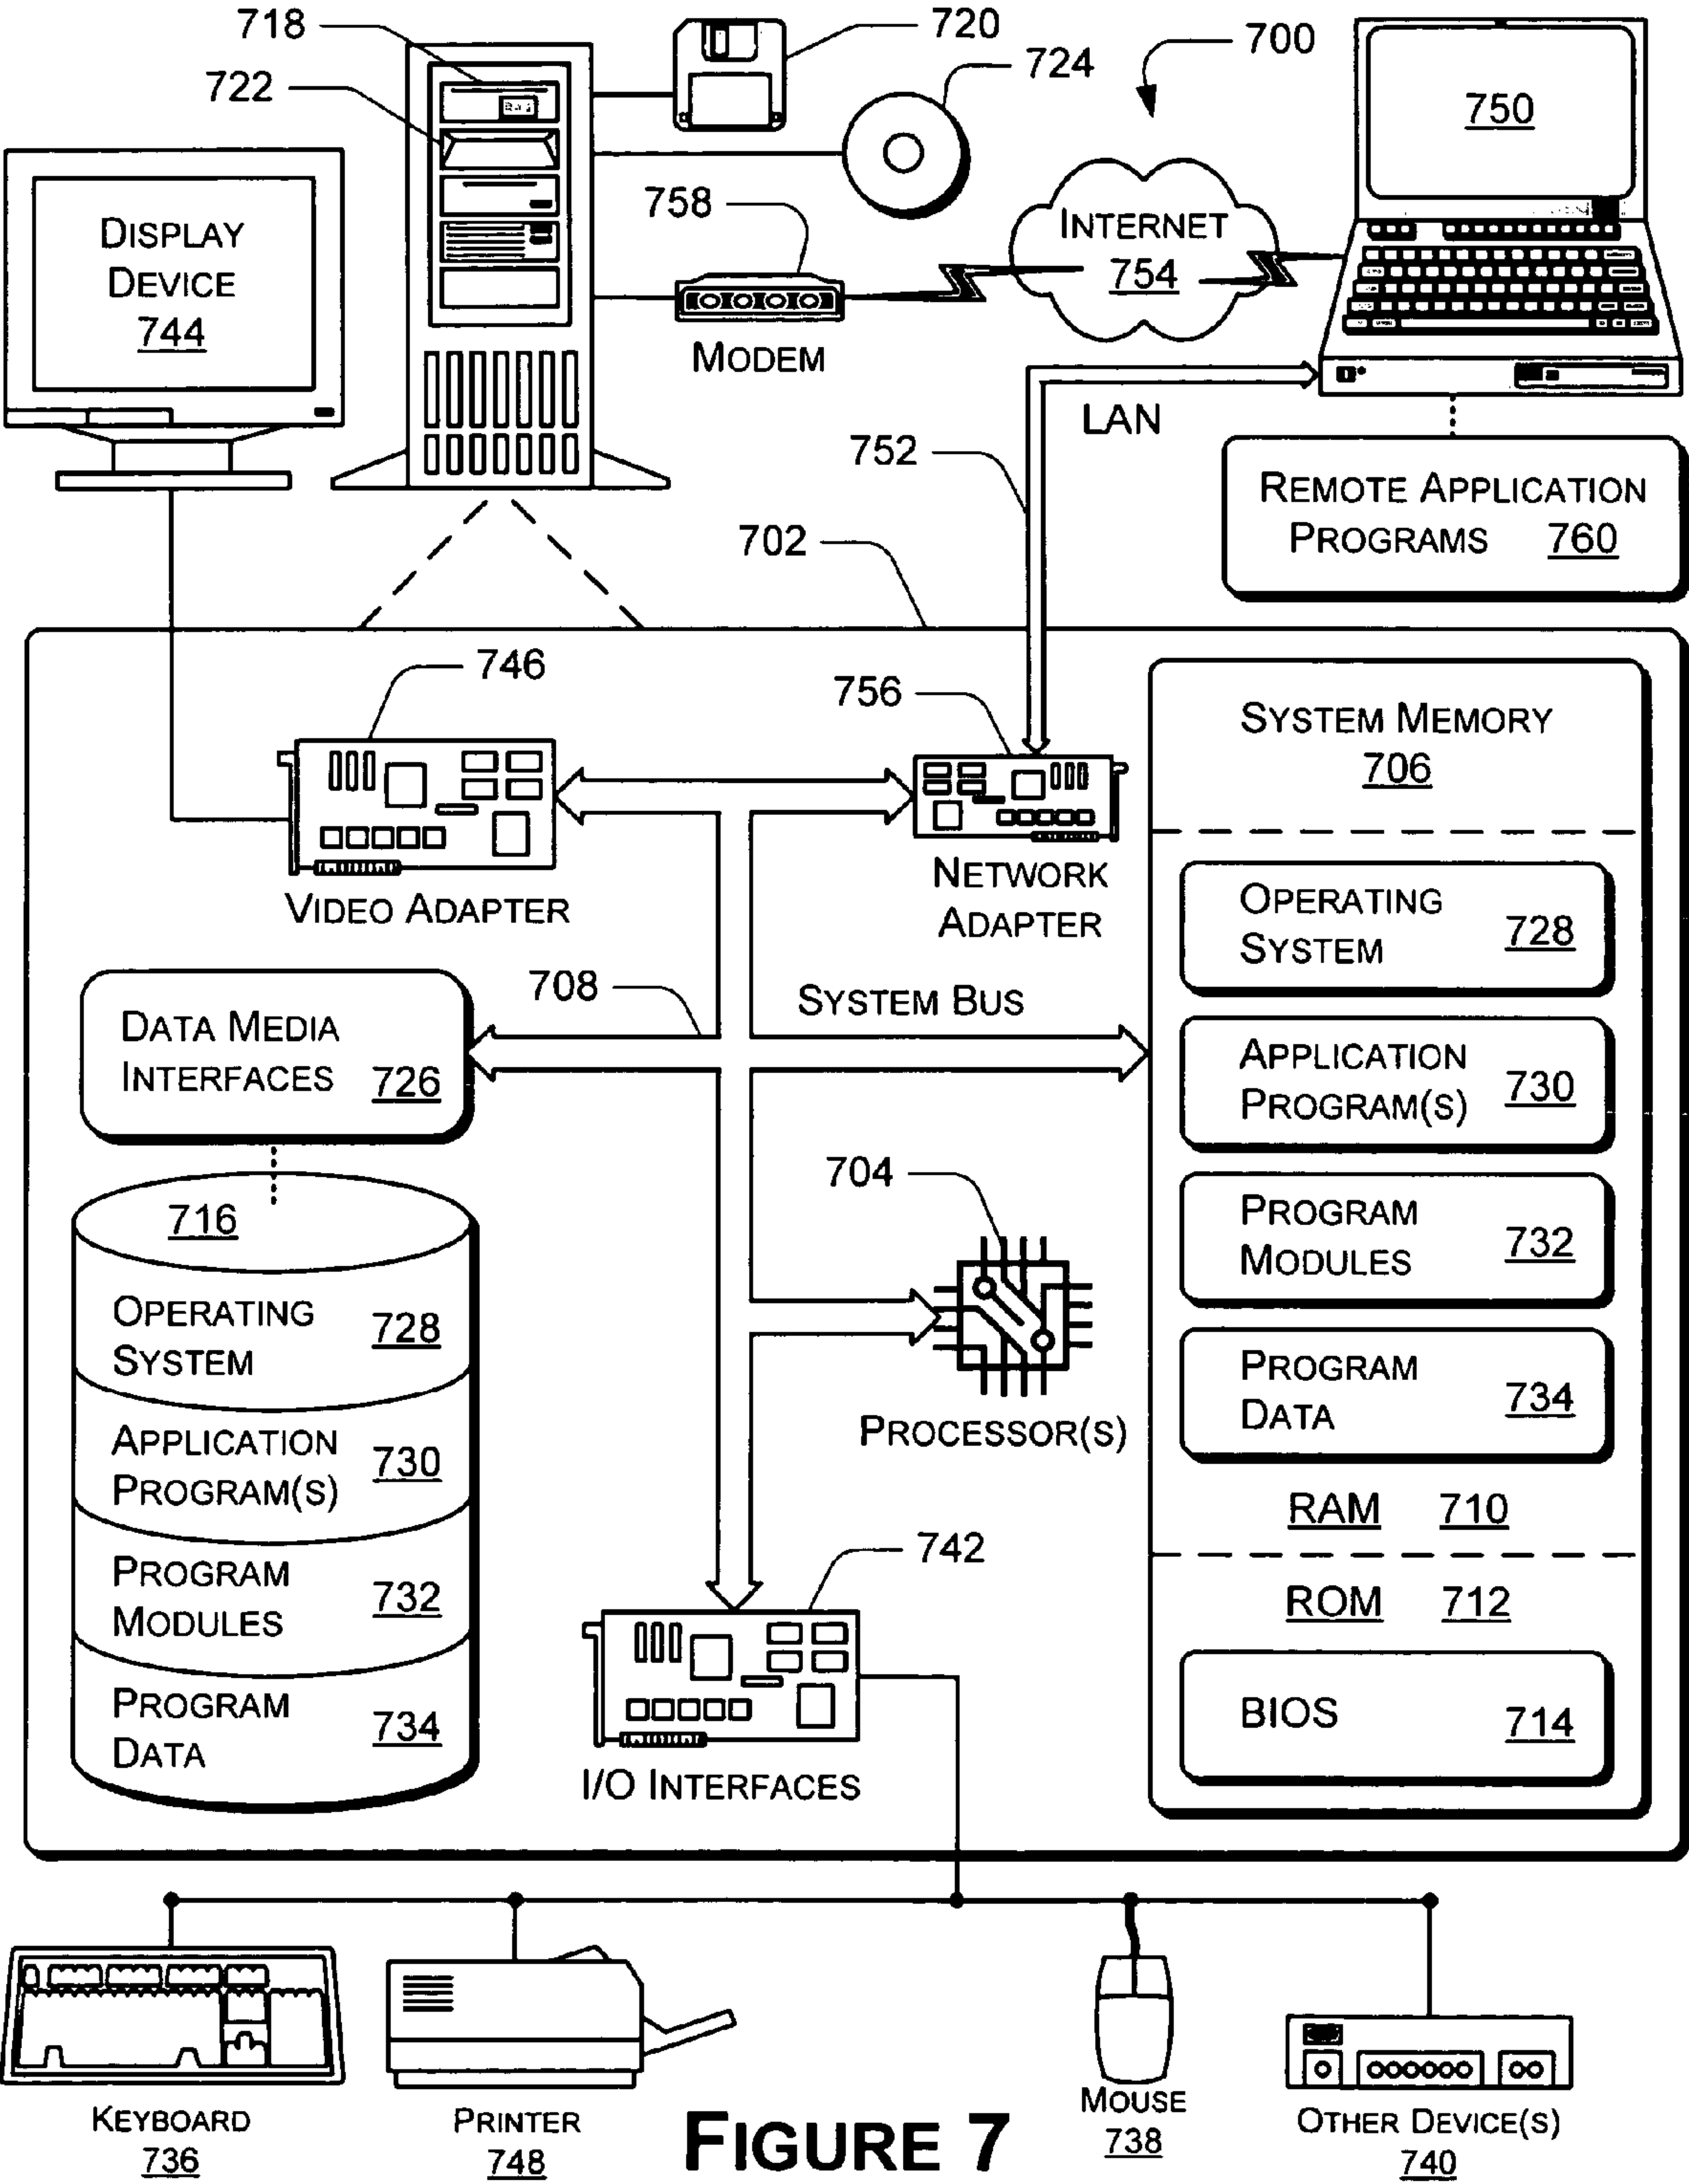 718
720
700
722
724
750
DISPLAY
DEVICE
744
758
INTERNET
754
MODEM
LAN
752
REMOTE APPLICATION
PROGRAMS 760
702
746
756
SYSTEM MEMORY
706
VIDEO ADAPTER
NETWORK
ADAPTER
OPERATING
SYSTEM 728
708
SYSTEM BUS
DATA MEDIA
INTERFACES 726
APPLICATION
PROGRAM(S) 730
704
PROGRAM
MODULES 732
716
OPERATING
SYSTEM 728
PROGRAM
DATA 734
PROCESSOR(S)
APPLICATION
PROGRAM(S) 730
RAM 710
742
PROGRAM
MODULES 732
ROM 712
PROGRAM
DATA 734
BIOS 714
I/O INTERFACES
KEYBOARD
736
PRINTER
748
FIGURE 7
MOUSE
738
OTHER DEVICE(S)
740